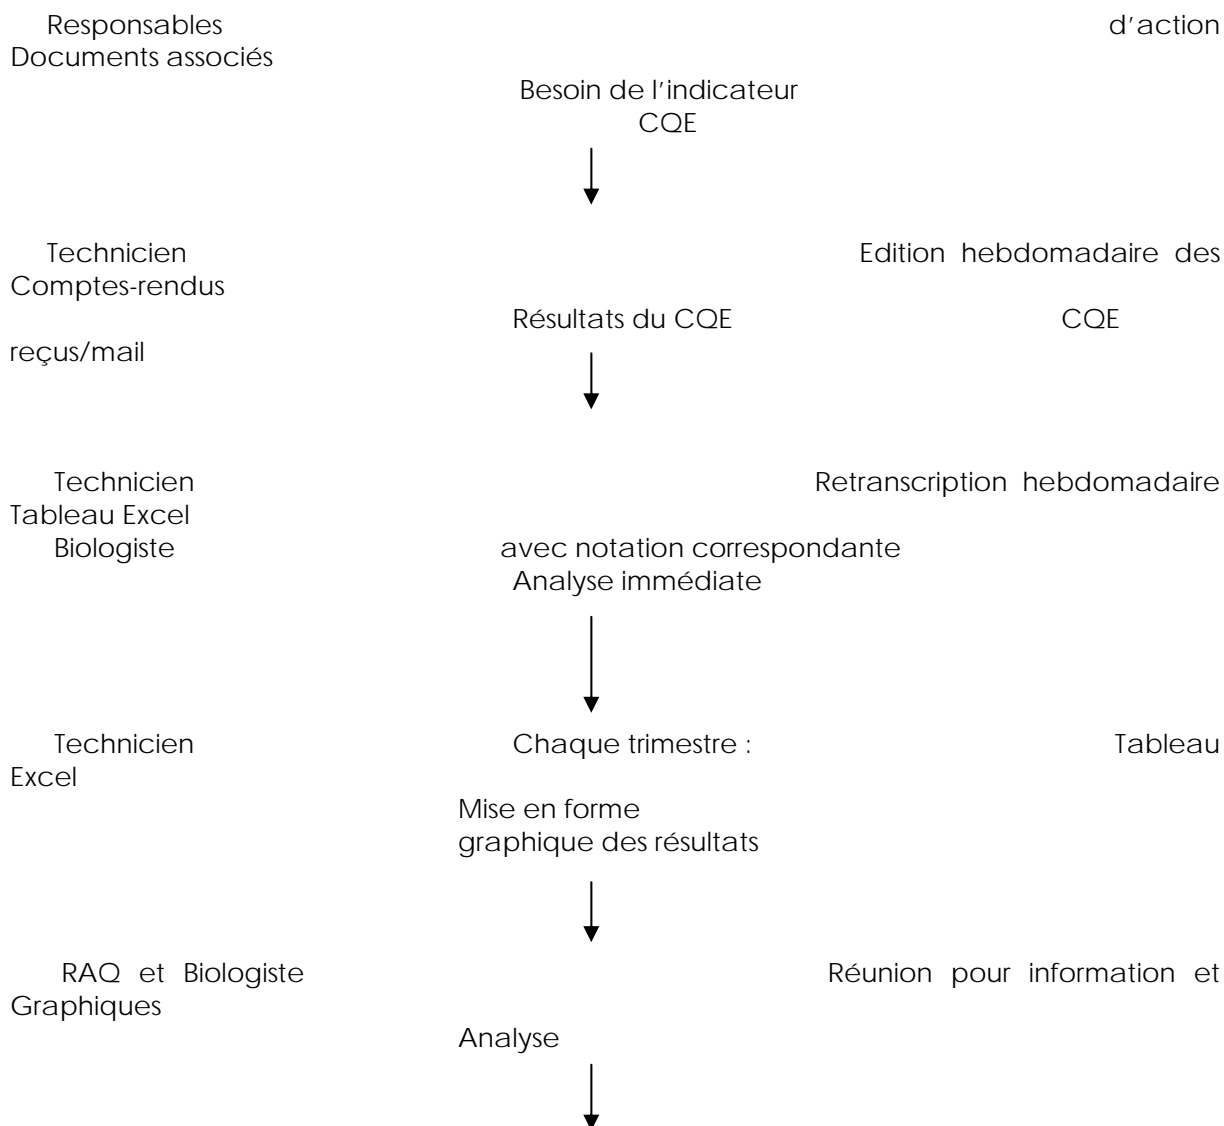 Responsables d’action
Documents associés
Besoin de l’indicateur
CQE
Technicien Edition hebdomadaire des
Comptes-rendus
Résultats du CQE CQE
reçus/mail
Technicien Retranscription hebdomadaire
Tableau Excel
Biologiste avec notation correspondante
Analyse immédiate
Technicien Chaque trimestre : Tableau
Excel
Mise en forme
graphique des résultats
RAQ et Biologiste Réunion pour information et
Graphiques
Analyse